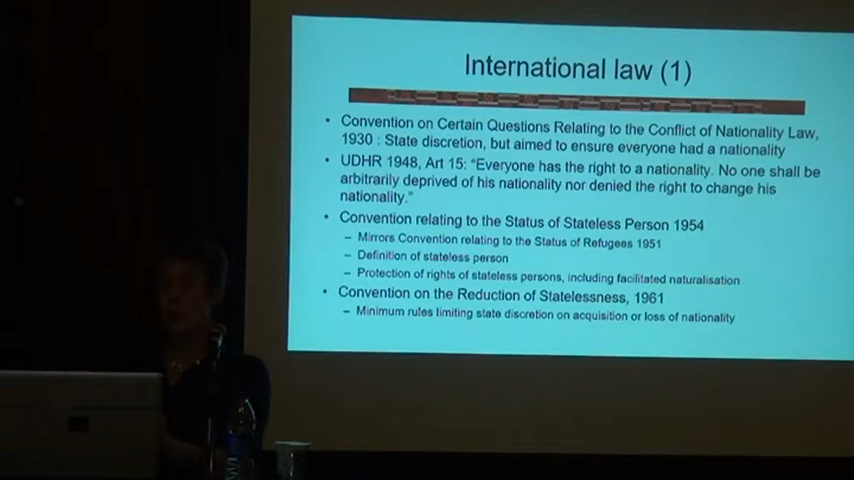 International law (1)
• Convention on Certain Questions Relating to the Conflict of Nationality Law,
1930 : State discretion, but aimed to ensure everyone had a nationality
• UDHR 1948, Art 15: “Everyone has the right to a nationality. No one shall be
arbitrarily deprived of his nationality nor denied the right to change his
nationality.”
• Convention relating to the Status of Stateless Person 1954
– Mirrors Convention relating to the Status of Refugees 1951
– Definition of stateless person
– Protection of rights of stateless persons, including facilitated naturalisation
• Convention on the Reduction of Statelessness, 1961
– Minimum rules limiting state discretion on acquisition or loss of nationality